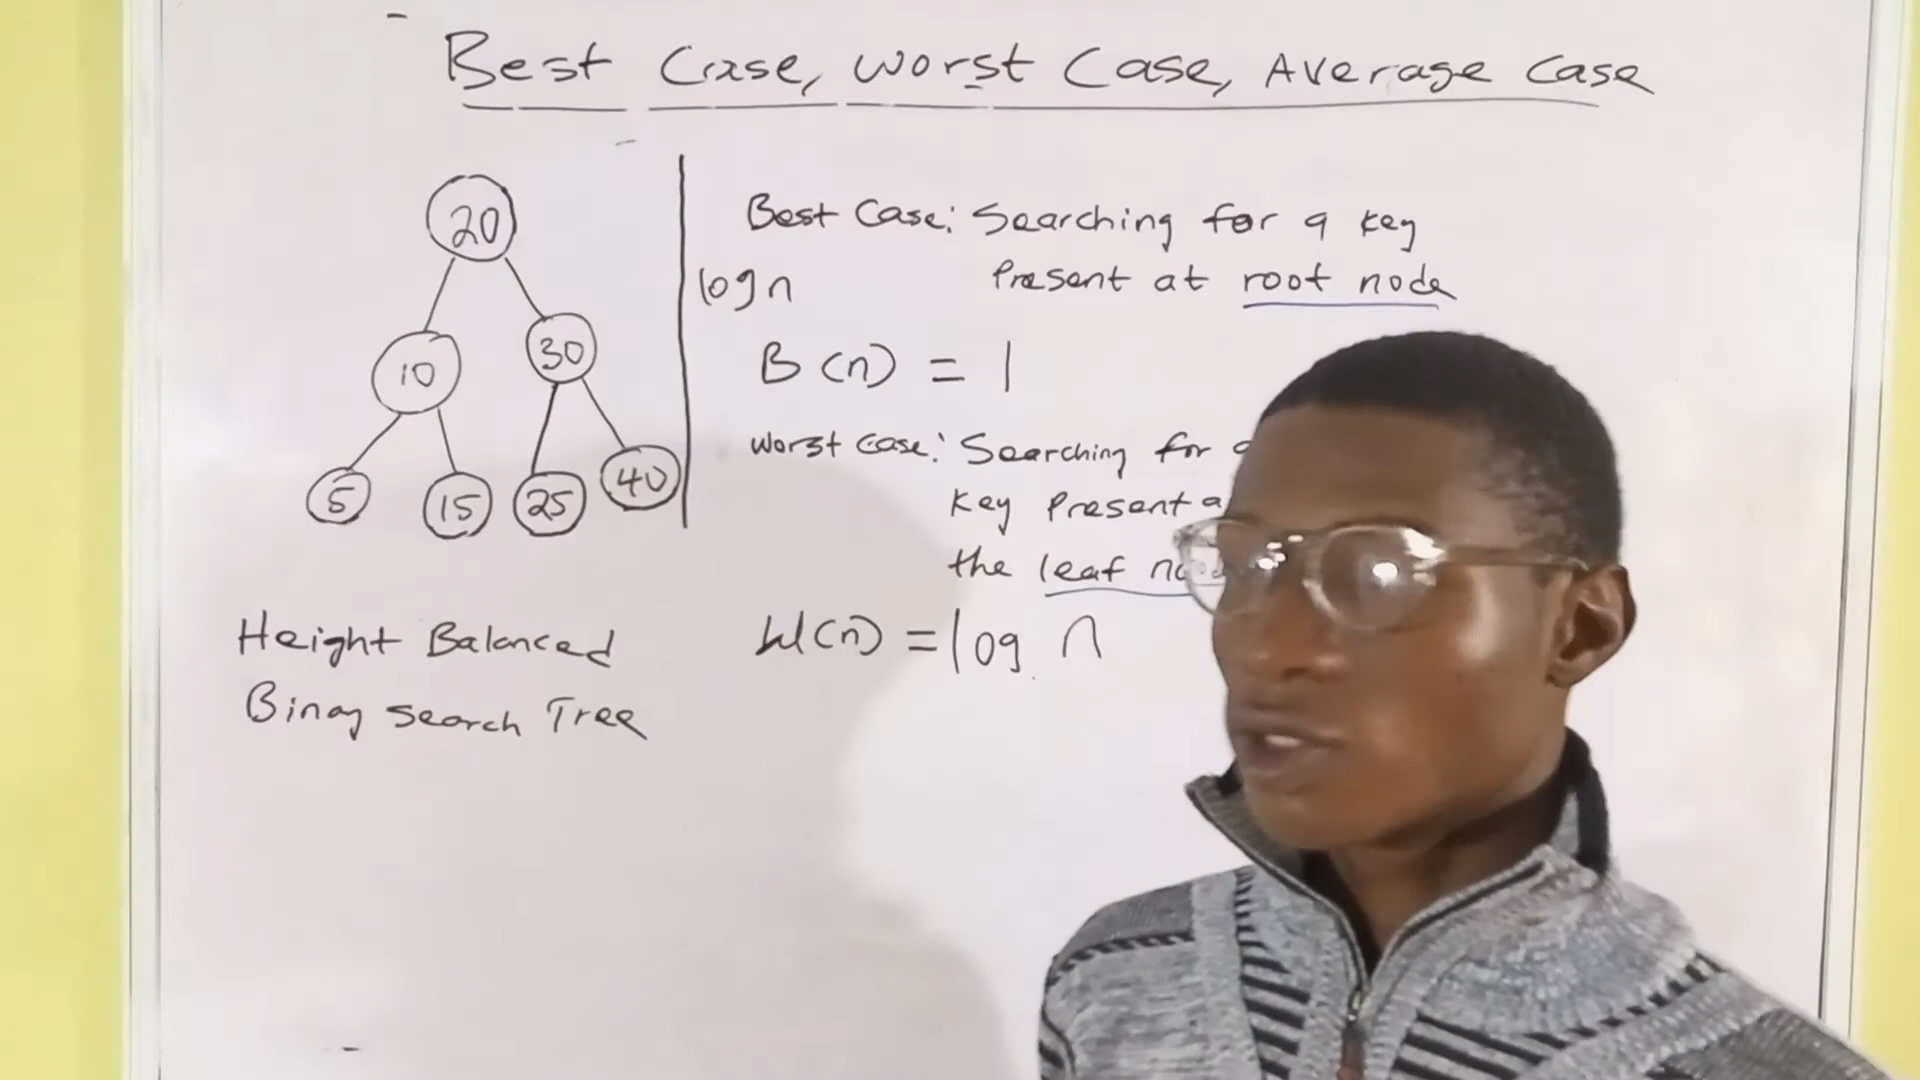 Best Case, Worst Case, Average Case
20
10
30
5
15
25
40
Height Balanced
Binay Search Tree
Best Case: Searching for a key
Present at root node
log n
B(n) = 1
Worst Case: Searching for a
Key Present a
the leaf node
W(n) = log n